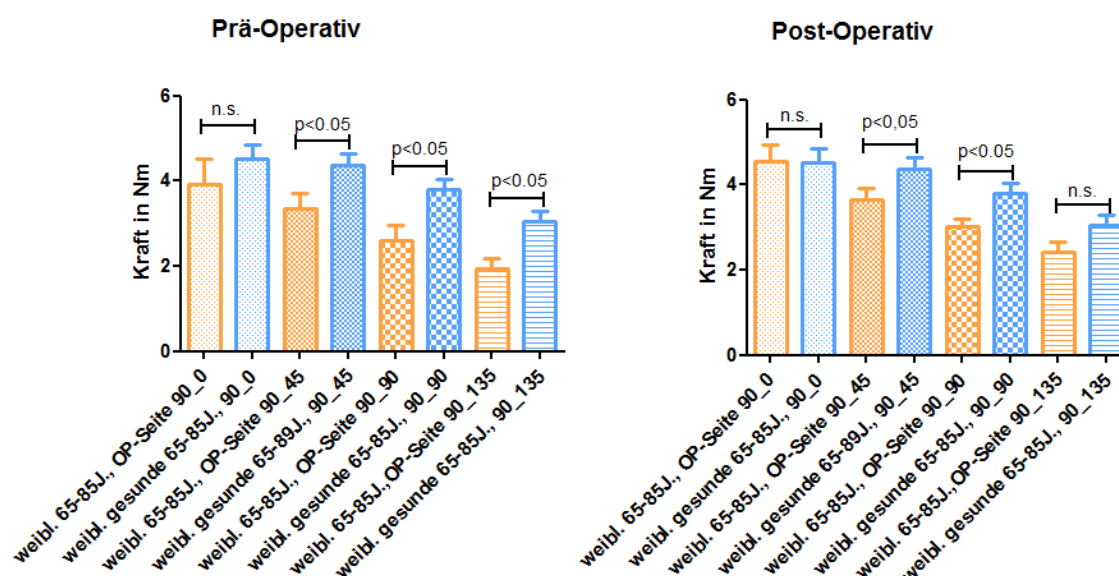 Prä-Operativ
6
4
2
0
Kraft in Nm
n.s.
p<0.05
p<0.05
p<0.05
weibl. 65-85J., OP-Seite 90_0
weibl. gesunde 65-85J., 90_0
weibl. 65-85J., OP-Seite 90_45
weibl. gesunde 65-89J., 90_45
weibl. 65-85J., OP-Seite 90_90
weibl. gesunde 65-85J., 90_90
weibl. 65-85J., OP-Seite 90_135
weibl. gesunde 65-85J., 90_135
Post-Operativ
6
4
2
0
Kraft in Nm
n.s.
p<0,05
p<0.05
n.s.
weibl. 65-85J., OP-Seite 90_0
weibl. gesunde 65-85J., 90_0
weibl. 65-85J., OP-Seite 90_45
weibl. gesunde 65-89J., 90_45
weibl. 65-85J., OP-Seite 90_90
weibl. gesunde 65-85J., 90_90
weibl. 65-85J., OP-Seite 90_135
weibl. gesunde 65-85J., 90_135